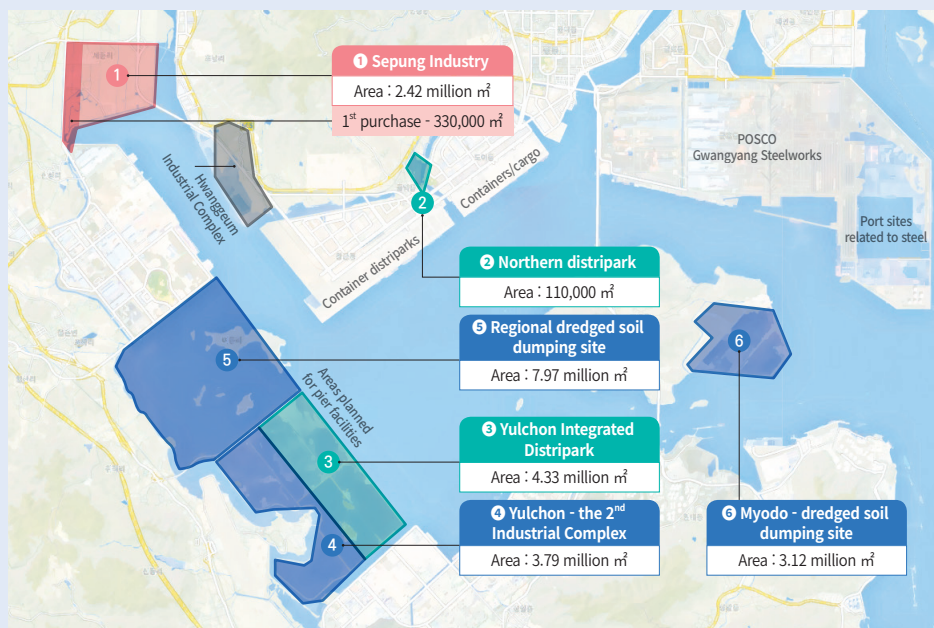 ❶ Sepung Industry
Area : 2.42 million ㎡
1st purchase - 330,000 ㎡
1
Hwanggeum
Industrial Complex
2
Containers/cargo
Container distriparks
POSCO
Gwangyang Steelworks
Port sites
related to steel
❷ Northern distripark
Area : 110,000 ㎡
❺ Regional dredged soil
dumping site
Area : 7.97 million ㎡
5
6
Areas planned
for pier facilities
❸ Yulchon Integrated
Distripark
Area : 4.33 million ㎡
3
❹ Yulchon - the 2nd
Industrial Complex
Area : 3.79 million ㎡
4
❻ Myodo - dredged soil
dumping site
Area : 3.12 million ㎡